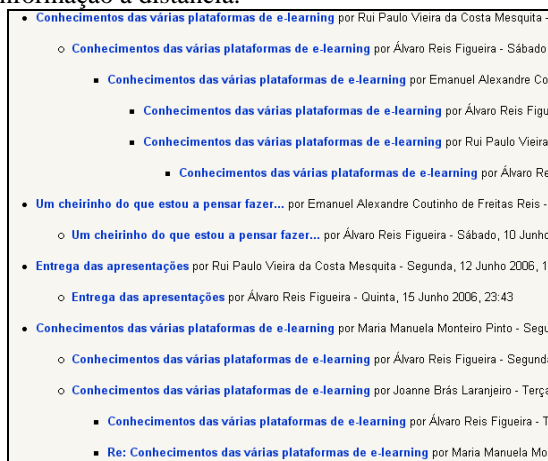 informação à distância.
Conhecimentos das várias plataformas de e-learning por Rui Paulo Vieira da Costa Mesquita -
Conhecimentos das várias plataformas de e-learning por Álvaro Reis Figueira - Sábado
Conhecimentos das várias plataformas de e-learning por Emanuel Alexandre Co
Conhecimentos das várias plataformas de e-learning por Álvaro Reis Figu
Conhecimentos das várias plataformas de e-learning por Rui Paulo Vieira
Conhecimentos das várias plataformas de e-learning por Álvaro Re
Um cheirinho do que estou a pensar fazer... por Emanuel Alexandre Coutinho de Freitas Reis -
Um cheirinho do que estou a pensar fazer... por Álvaro Reis Figueira - Sábado, 10 Junho
Entrega das apresentações por Rui Paulo Vieira da Costa Mesquita - Segunda, 12 Junho 2006, 1
Entrega das apresentações por Álvaro Reis Figueira - Quinta, 15 Junho 2006, 23:43
Conhecimentos das várias plataformas de e-learning por Maria Manuela Monteiro Pinto - Segu
Conhecimentos das várias plataformas de e-learning por Álvaro Reis Figueira - Segunda
Conhecimentos das várias plataformas de e-learning por Joanne Brás Laranjeiro - Terça
Conhecimentos das várias plataformas de e-learning por Álvaro Reis Figueira - T
Re: Conhecimentos das várias plataformas de e-learning por Maria Manuela Mo